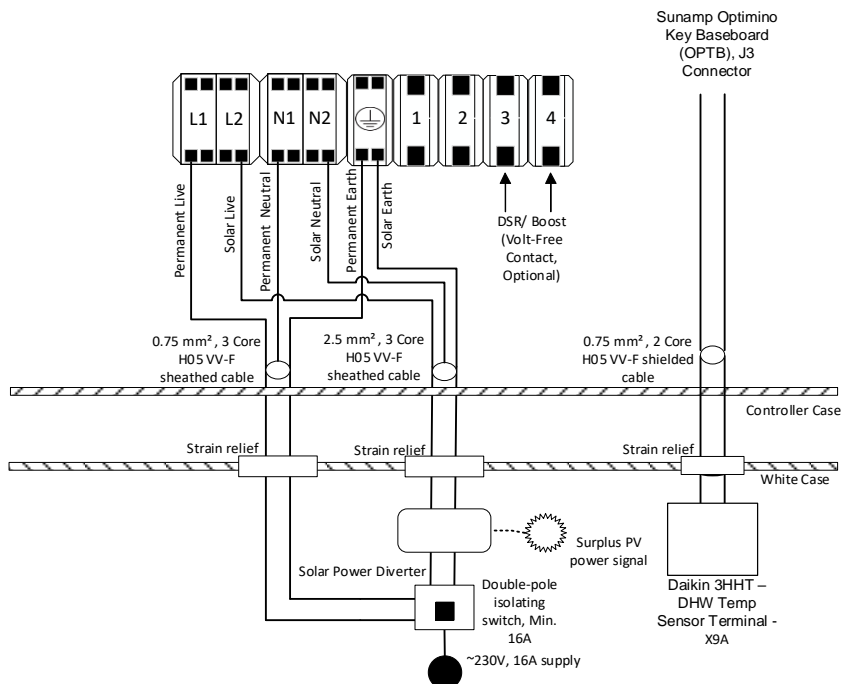 Sunamp Optimino
Key Baseboard
(OPTB), J3
Connector
L1
L2
N1
N2
1
2
3
4
Permanent Live
Solar Live
Permanent Neutral
Solar Neutral
Permanent Earth
Solar Earth
DSR/ Boost
(Volt-Free
Contact,
Optional)
0.75 mm², 3 Core
H05 VV-F
sheathed cable
2.5 mm², 3 Core
H05 VV-F
sheathed cable
0.75 mm², 2 Core
H05 VV-F shielded
cable
Controller Case
Strain relief
Strain relief
Strain relief
White Case
Surplus PV
power signal
Solar Power Diverter
Double-pole
isolating
switch, Min.
16A
~230V, 16A supply
Daikin 3HHT –
DHW Temp
Sensor Terminal -
X9A